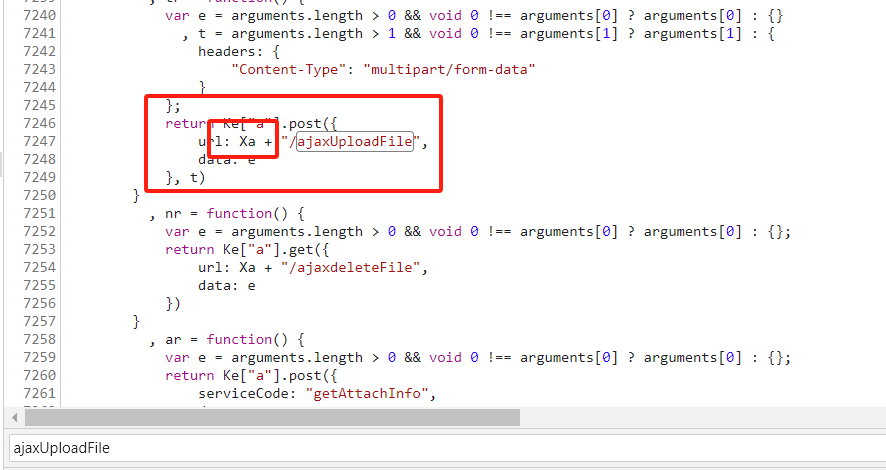 7240 var e = arguments.length > 0 && void 0 !== arguments[0] ? arguments[0] : {}
7241 , t = arguments.length > 1 && void 0 !== arguments[1] ? arguments[1] : {
7242 headers: {
7243 "Content-Type": "multipart/form-data"
7244 }
7245 };
7246 return Ke["a"].post({
7247 url: Xa + "/ajaxUploadFile",
7248 data: e
7249 }, t)
7250 }
7251 , nr = function() {
7252 var e = arguments.length > 0 && void 0 !== arguments[0] ? arguments[0] : {};
7253 return Ke["a"].get({
7254 url: Xa + "/ajaxdeleteFile",
7255 data: e
7256 })
7257 }
7258 , ar = function() {
7259 var e = arguments.length > 0 && void 0 !== arguments[0] ? arguments[0] : {};
7260 return Ke["a"].post({
7261 serviceCode: "getAttachInfo",
ajaxUploadFile